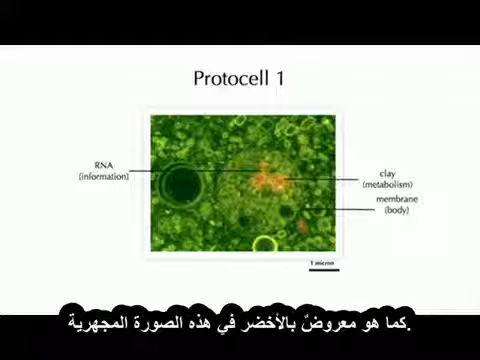 Protocell 1
RNA
(information)
clay
(metabolism)
membrane
(body)
1 micron
كما هو معروضٌ بالأخضر في هذه الصورة المجهرية.